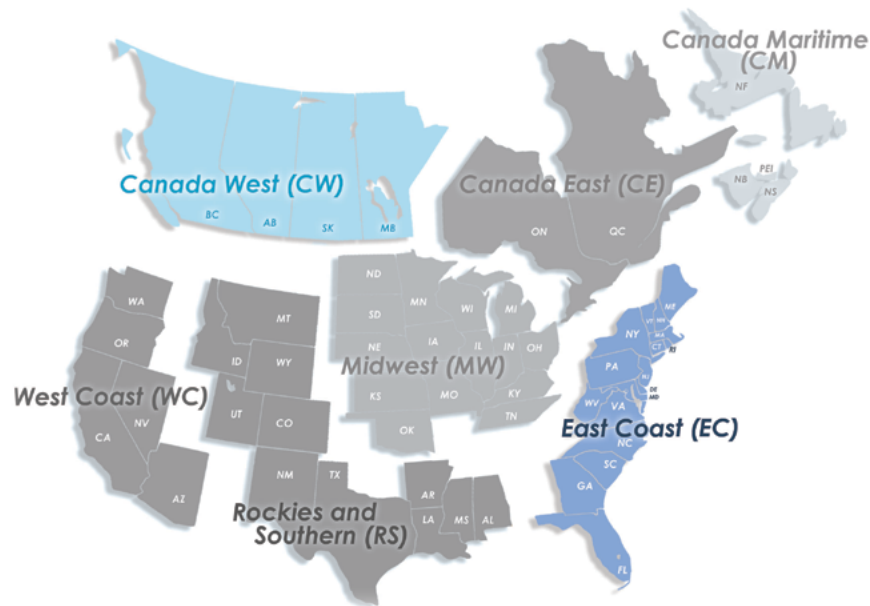 Canada Maritime
(CM)
NF
Canada West (CW)
BC
AB
SK
MB
Canada East (CE)
ON
QC
NB
PEI
NS
WA
OR
West Coast (WC)
CA
NV
AZ
MT
ID
WY
UT
CO
NM
TX
AR
LA
MS
AL
Rockies and
Southern (RS)
ND
MN
WI
MI
SD
NE
IA
IL
IN
OH
Midwest (MW)
KS
MO
KY
TN
OK
ME
VT
NH
NY
MA
CT
RI
PA
NJ
DE
MD
WV
VA
East Coast (EC)
NC
SC
GA
FL